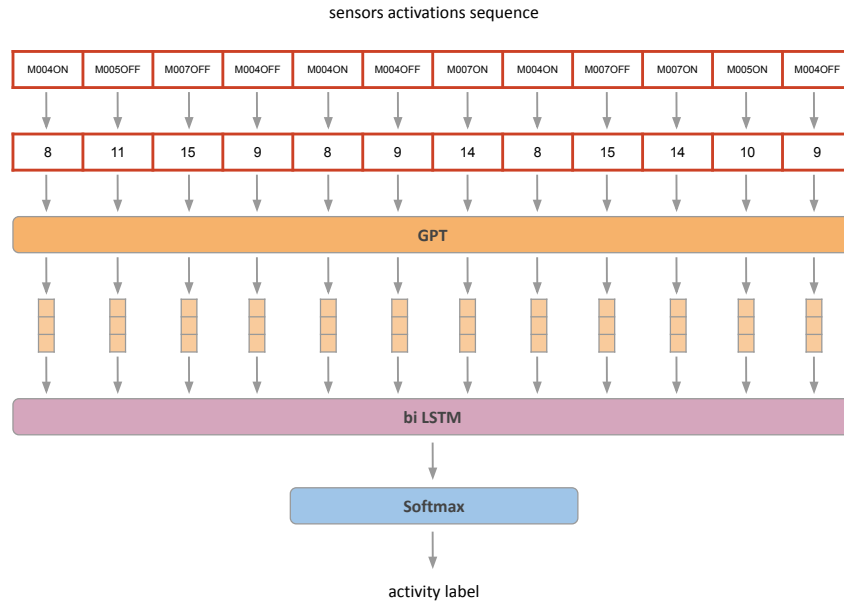 sensors activations sequence
M004ON M005OFF M007OFF M004OFF M004ON M004OFF M007ON M004ON M007OFF M007ON M005ON M004OFF
8 11 15 9 8 9 14 8 15 14 10 9
GPT
bi LSTM
Softmax
activity label